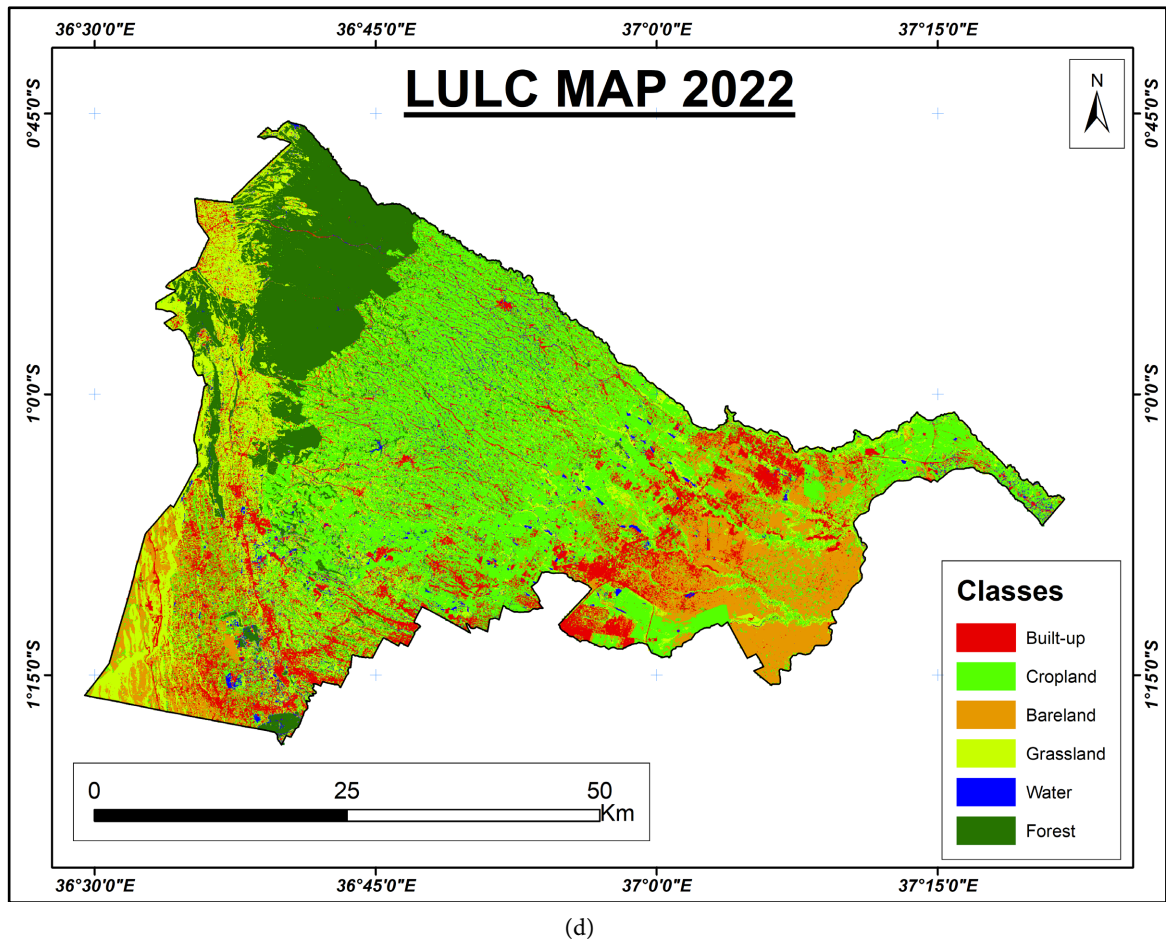 36°30'0"E 36°45'0"E 37°0'0"E 37°15'0"E
LULC MAP 2022
N
0°45'0"S 0°45'0"S
1°0'0"S 1°0'0"S
1°15'0"S 1°15'0"S
Classes
Built-up
Cropland
Bareland
Grassland
Water
Forest
0 25 50
Km
36°30'0"E 36°45'0"E 37°0'0"E 37°15'0"E
(d)